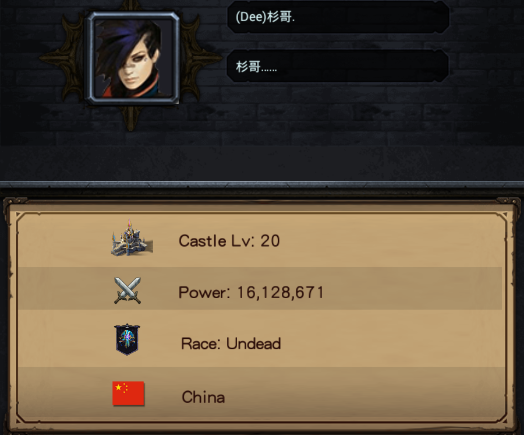 (Dee)杉哥.
杉哥......
Castle Lv: 20
Power: 16,128,671
Race: Undead
China